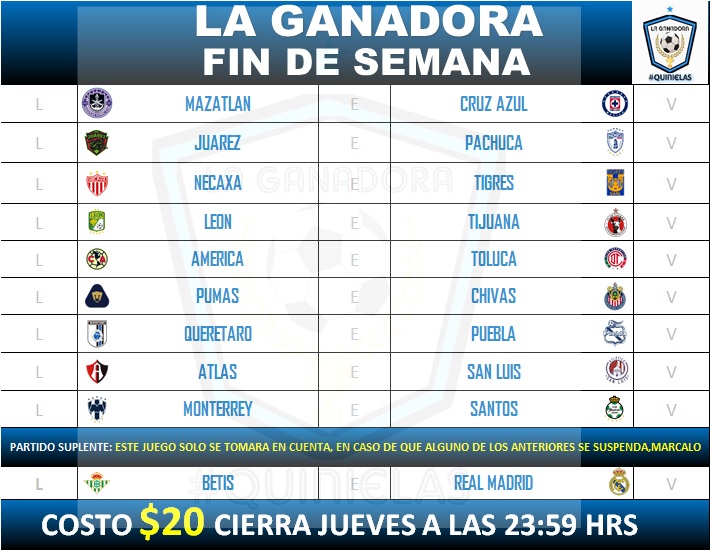 LA GANADORA
FIN DE SEMANA
LA GANADORA
#QUINIELAS
L MAZATLAN E CRUZ AZUL V
L JUAREZ E PACHUCA V
L NECAXA E TIGRES V
LA GANADORA
L LEON E TIJUANA V
L AMERICA E TOLUCA V
L PUMAS E CHIVAS V
L QUERETARO E PUEBLA V
L ATLAS E SAN LUIS V
L MONTERREY E SANTOS V
PARTIDO SUPLENTE: ESTE JUEGO SOLO SE TOMARA EN CUENTA, EN CASO DE QUE ALGUNO DE LOS ANTERIORES SE SUSPENDA,MARCALO
L BETIS E REAL MADRID V
#QUINIELAS
COSTO $20 CIERRA JUEVES A LAS 23:59 HRS